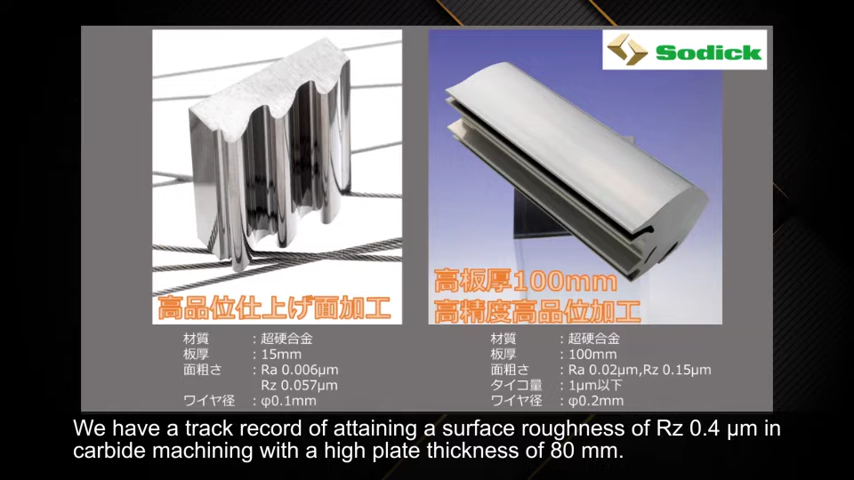 Sodick
高品位仕上げ面加工
高板厚100mm
高精度高品位加工
材質 ：超硬合金
板厚 ：15mm
面粗さ ：Ra 0.006μm
Rz 0.057μm
ワイヤ径 ：φ0.1mm
材質 ：超硬合金
板厚 ：100mm
面粗さ ：Ra 0.02μm,Rz 0.15μm
タイコ量 ：1μm以下
ワイヤ径 ：φ0.2mm
We have a track record of attaining a surface roughness of Rz 0.4 μm in
carbide machining with a high plate thickness of 80 mm.